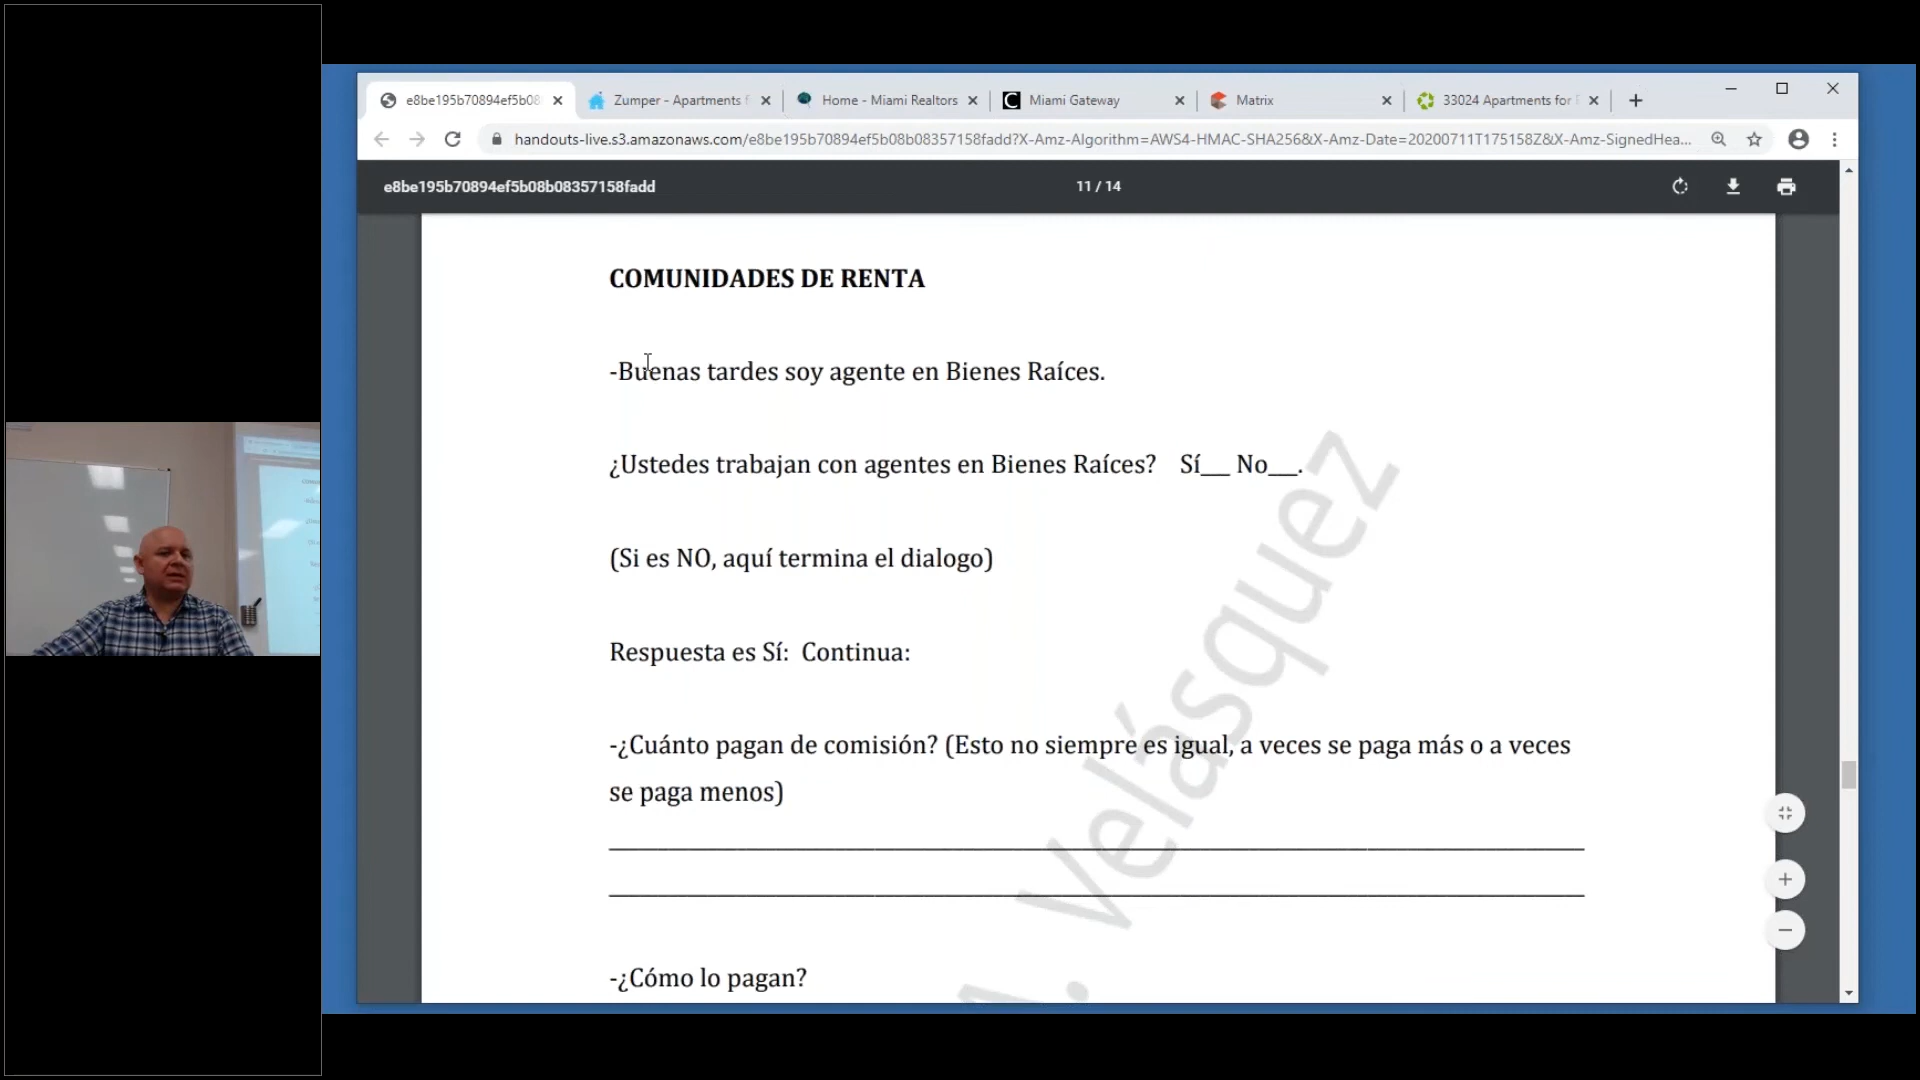 e8be195b70894ef5b08
Zumper - Apartments f
Home - Miami Realtors
Miami Gateway
Matrix
33024 Apartments for
handouts-live.s3.amazonaws.com/e8be195b70894ef5b08b08357158fadd?X-Amz-Algorithm=AWS4-HMAC-SHA256&X-Amz-Date=20200711T175158Z&X-Amz-SignedHea...
e8be195b70894ef5b08b08357158fadd
11 / 14
COMUNIDADES DE RENTA
-Buenas tardes soy agente en Bienes Raíces.
¿Ustedes trabajan con agentes en Bienes Raíces? Sí___ No___.
(Si es NO, aquí termina el dialogo)
Respuesta es Sí: Continua:
-¿Cuánto pagan de comisión? (Esto no siempre es igual, a veces se paga más o a veces
se paga menos)
-¿Cómo lo pagan?
A. Velásquez